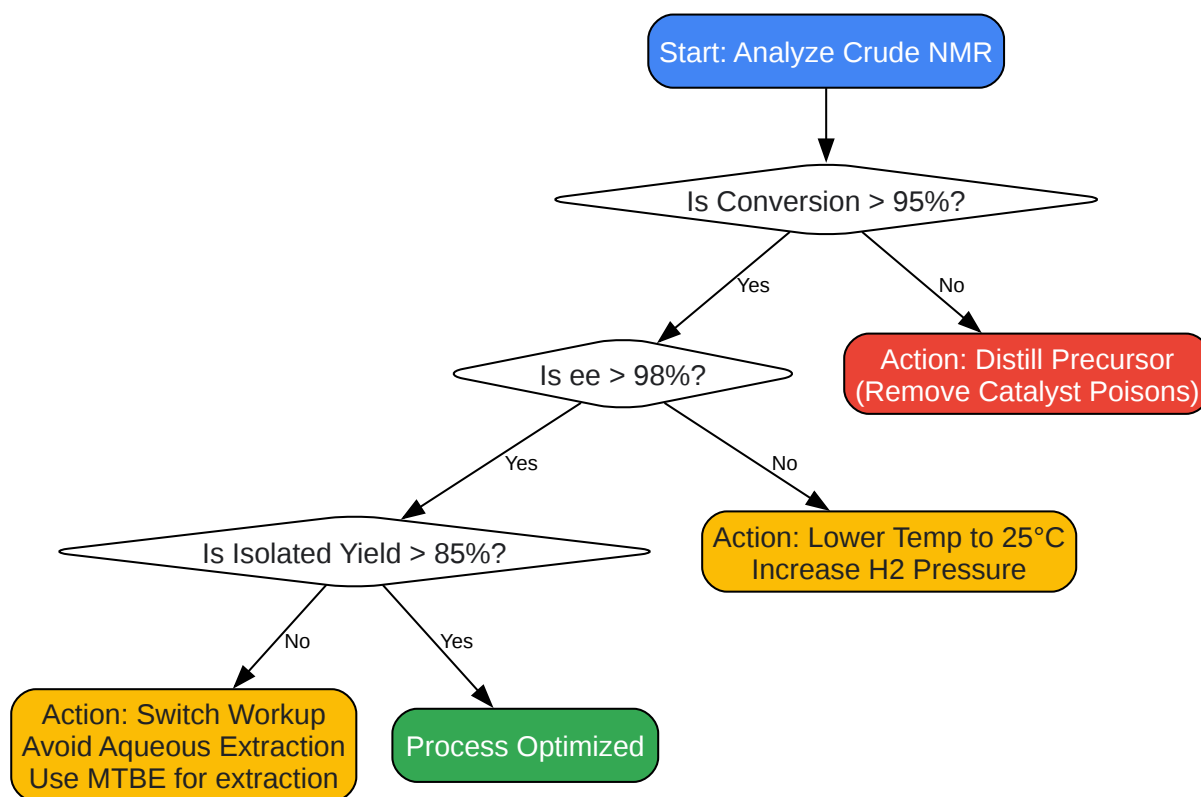 Start: Analyze Crude NMR
Is Conversion > 95%?
Yes
No
Is ee > 98%?
Action: Distill Precursor
(Remove Catalyst Poisons)
Yes
No
Is Isolated Yield > 85%?
Action: Lower Temp to 25°C
Increase H2 Pressure
No
Yes
Action: Switch Workup
Avoid Aqueous Extraction
Use MTBE for extraction
Process Optimized